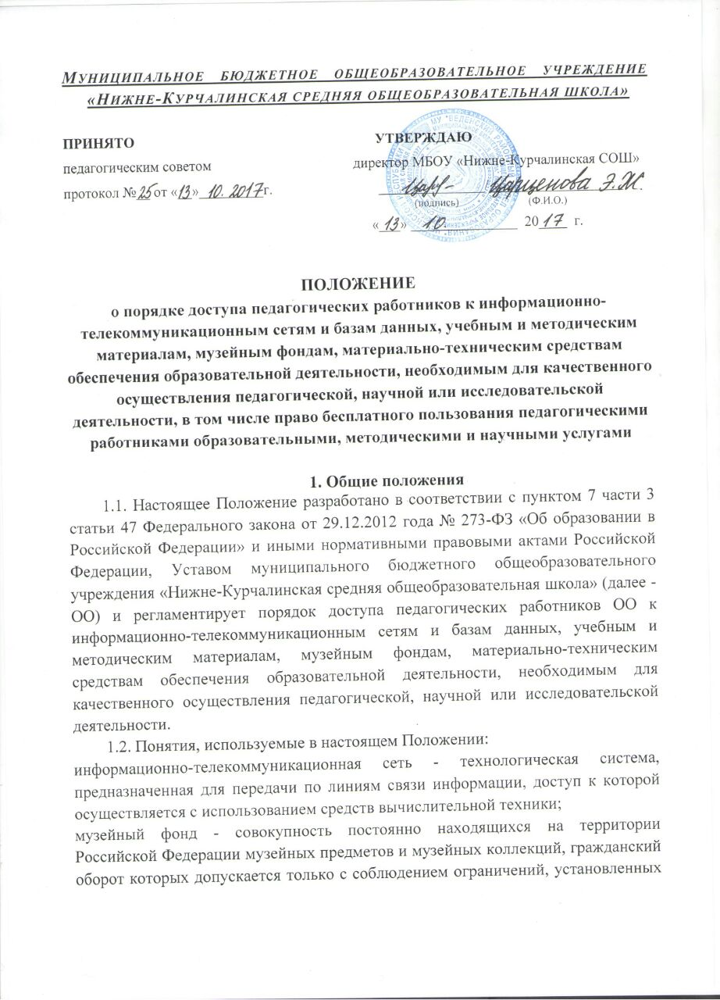 МУНИЦИПАЛЬНОЕ БЮДЖЕТНОЕ ОБЩЕОБРАЗОВАТЕЛЬНОЕ УЧРЕЖДЕНИЕ
«НИЖНЕ-КУРЧАЛИНСКАЯ СРЕДНЯЯ ОБЩЕОБРАЗОВАТЕЛЬНАЯ ШКОЛА»
ПРИНЯТО
педагогическим советом
протокол №25 от «13» 10. 2017г.
УТВЕРЖДАЮ
директор МБОУ «Нижне-Курчалинская СОШ»
Э.Ж.
(подпись) (Ф.И.О.)
«13» 10. 2017 г.
ПОЛОЖЕНИЕ
о порядке доступа педагогических работников к информационно-
телекоммуникационным сетям и базам данных, учебным и методическим
материалам, музейным фондам, материально-техническим средствам
обеспечения образовательной деятельности, необходимым для качественного
осуществления педагогической, научной или исследовательской
деятельности, в том числе право бесплатного пользования педагогическими
работниками образовательными, методическими и научными услугами
1. Общие положения
1.1. Настоящее Положение разработано в соответствии с пунктом 7 части 3
статьи 47 Федерального закона от 29.12.2012 года № 273-ФЗ «Об образовании в
Российской Федерации» и иными нормативными правовыми актами Российской
Федерации, Уставом муниципального бюджетного общеобразовательного
учреждения «Нижне-Курчалинская средняя общеобразовательная школа» (далее -
ОО) и регламентирует порядок доступа педагогических работников ОО к
информационно-телекоммуникационным сетям и базам данных, учебным и
методическим материалам, музейным фондам, материально-техническим
средствам обеспечения образовательной деятельности, необходимым для
качественного осуществления педагогической, научной или исследовательской
деятельности.
1.2. Понятия, используемые в настоящем Положении:
информационно-телекоммуникационная сеть - технологическая система,
предназначенная для передачи по линиям связи информации, доступ к которой
осуществляется с использованием средств вычислительной техники;
музейный фонд - совокупность постоянно находящихся на территории
Российской Федерации музейных предметов и музейных коллекций, гражданский
оборот которых допускается только с соблюдением ограничений, установленных